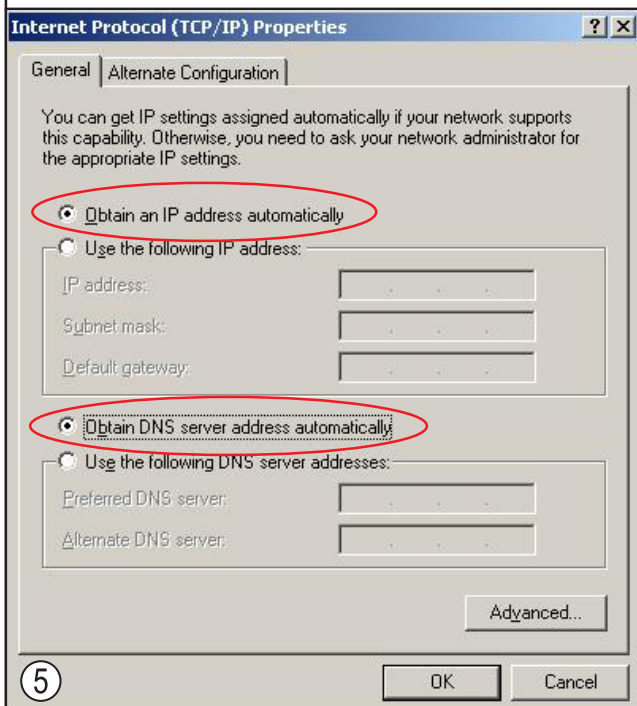 Internet Protocol (TCP/IP) Properties
General
Alternate Configuration
You can get IP settings assigned automatically if your network supports
this capability. Otherwise, you need to ask your network administrator for
the appropriate IP settings.
Obtain an IP address automatically
Use the following IP address:
IP address:
Subnet mask:
Default gateway:
Obtain DNS server address automatically
Use the following DNS server addresses:
Preferred DNS server:
Alternate DNS server:
Advanced...
5
OK
Cancel